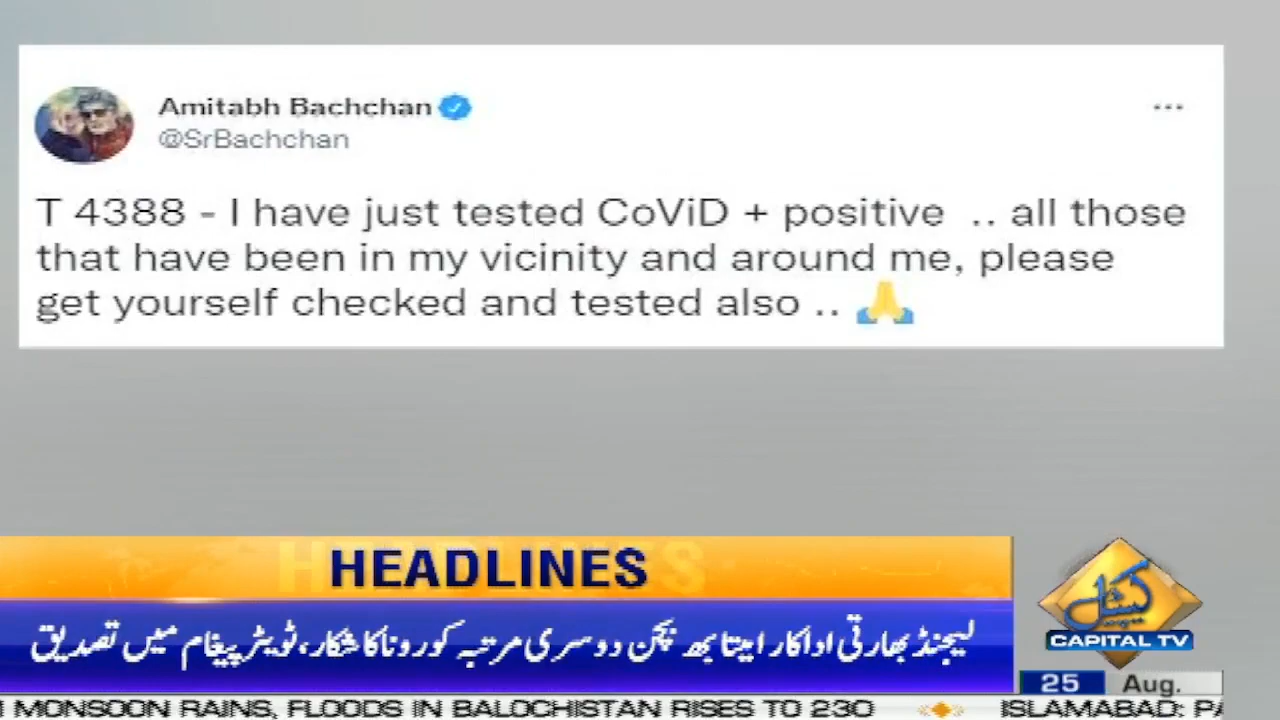 Amitabh Bachchan
@SrBachchan
T 4388 - I have just tested CoViD + positive .. all those
that have been in my vicinity and around me, please
get yourself checked and tested also .. 🙏
HEADLINES
لیجنڈ بھارتی اداکار امیتابھ بچن دوسری مرتبہ کورونا کا شکار، ٹویٹر پیغام میں تصدیق
کیپٹل
CAPITAL TV
25 Aug.
MONSOON RAINS, FLOODS IN BALOCHISTAN RISES TO 230 ISLAMABAD: